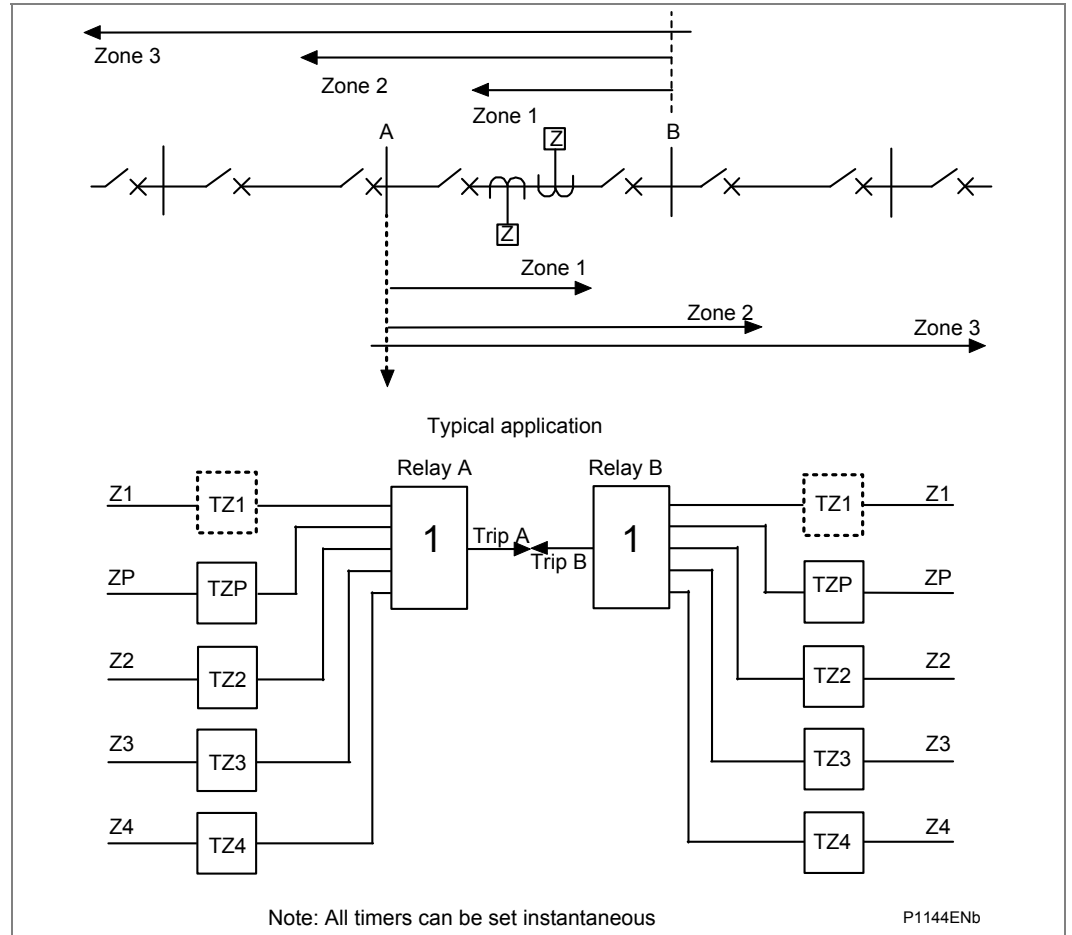 Zone 3
Zone 2
Zone 1
A
B
Z
Z
Zone 1
Zone 2
Zone 3
Typical application
Relay A
Relay B
Z1
TZ1
1
Trip A
Trip B
1
TZ1
Z1
ZP
TZP
TZP
ZP
Z2
TZ2
TZ2
Z2
Z3
TZ3
TZ3
Z3
Z4
TZ4
TZ4
Z4
Note: All timers can be set instantaneous
P1144ENb